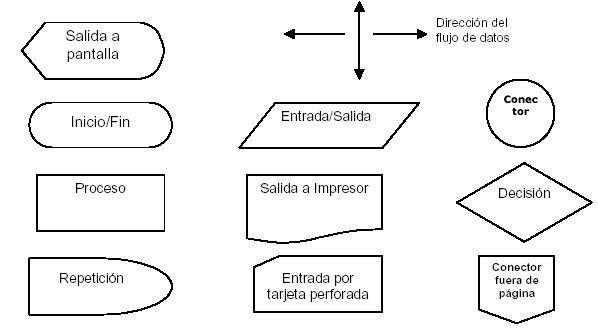 Salida a
pantalla
Dirección del
flujo de datos
Inicio/Fin
Entrada/Salida
Conec
tor
Proceso
Salida a Impresor
Decisión
Repetición
Entrada por
tarjeta perforada
Conector
fuera de
página